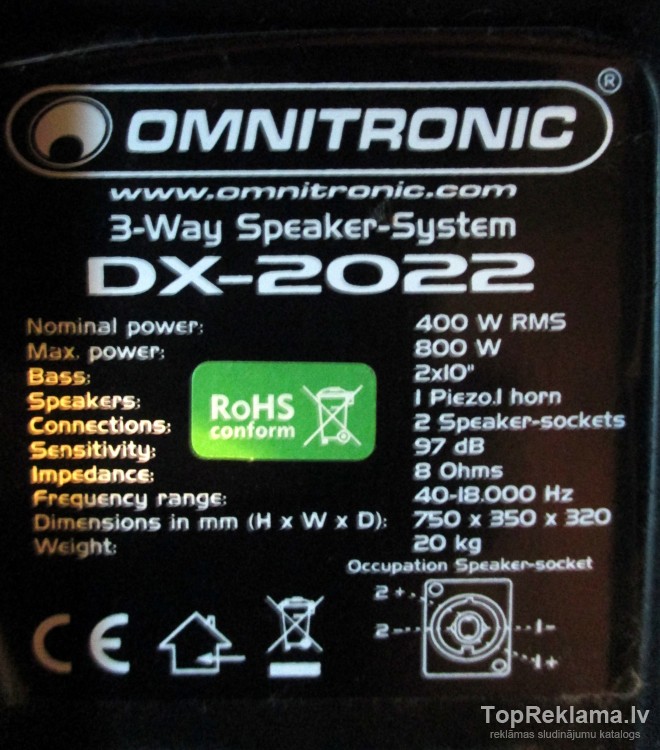 ®
OMNITRONIC
www.omnitronic.com
3-Way Speaker-System
DX-2022
Nominal power: 400 W RMS
Max. power: 800 W
Bass: 2x10"
Speakers: 1 Piezo.1 horn
Connections: 2 Speaker-sockets
Sensitivity: 97 dB
Impedance: 8 Ohms
Frequency range: 40-18.000 Hz
Dimensions in mm (H x W x D): 750 x 350 x 320
Weight: 20 kg
RoHS
conform
Occupation Speaker-socket
2+
2- 1-
1+
CE
TopReklama.lv
reklāmas sludinājumu katalogs